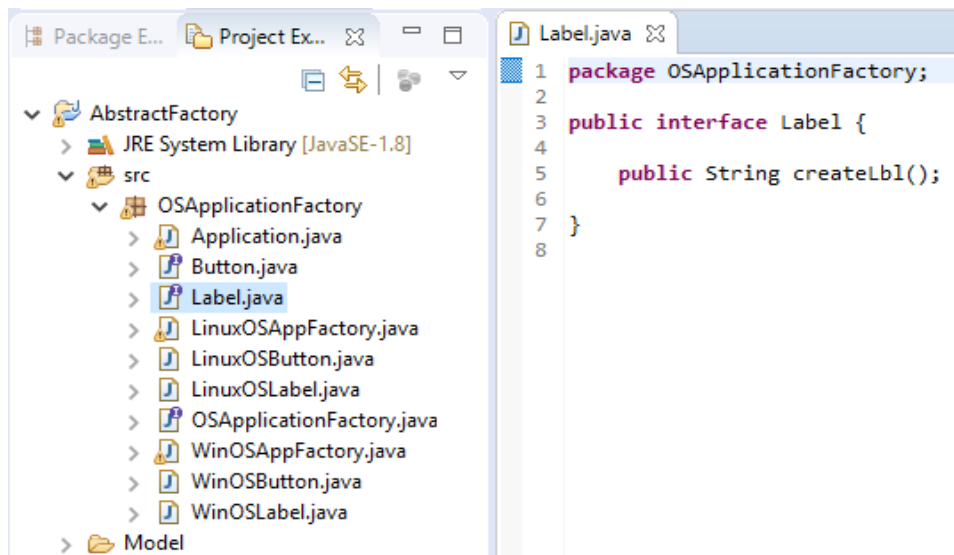 Package E...
Project Ex...
AbstractFactory
JRE System Library [JavaSE-1.8]
src
OSApplicationFactory
Application.java
Button.java
Label.java
LinuxOSAppFactory.java
LinuxOSButton.java
LinuxOSLabel.java
OSApplicationFactory.java
WinOSAppFactory.java
WinOSButton.java
WinOSLabel.java
Model
Label.java
1 package OSApplicationFactory;
2
3 public interface Label {
4
5 public String createLbl();
6
7 }
8